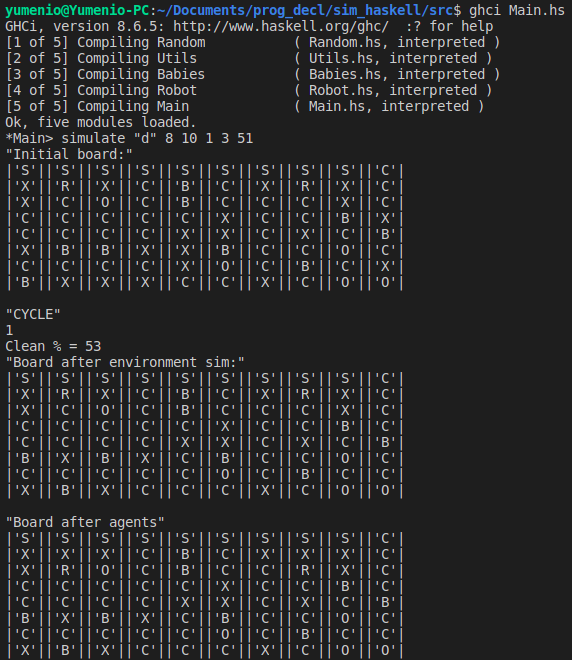 yumenio@Yumenio-PC:~/Documents/prog_decl/sim_haskell/src$ ghci Main.hs
GHCi, version 8.6.5: http://www.haskell.org/ghc/  :? for help
[1 of 5] Compiling Random           ( Random.hs, interpreted )
[2 of 5] Compiling Utils            ( Utils.hs, interpreted )
[3 of 5] Compiling Babies           ( Babies.hs, interpreted )
[4 of 5] Compiling Robot            ( Robot.hs, interpreted )
[5 of 5] Compiling Main             ( Main.hs, interpreted )
Ok, five modules loaded.
*Main> simulate "d" 8 10 1 3 51
"Initial board:"
|'S'||'S'||'S'||'S'||'S'||'S'||'S'||'S'||'S'||'C'|
|'X'||'R'||'X'||'C'||'B'||'C'||'X'||'R'||'X'||'C'|
|'X'||'C'||'O'||'C'||'B'||'C'||'C'||'C'||'X'||'C'|
|'C'||'C'||'C'||'C'||'C'||'X'||'C'||'C'||'B'||'X'|
|'C'||'C'||'C'||'C'||'X'||'X'||'C'||'X'||'C'||'B'|
|'X'||'B'||'B'||'X'||'X'||'B'||'C'||'C'||'O'||'C'|
|'C'||'C'||'C'||'C'||'X'||'O'||'C'||'B'||'C'||'X'|
|'B'||'X'||'X'||'X'||'C'||'C'||'X'||'C'||'O'||'O'|

"CYCLE"
1
Clean % = 53
"Board after environment sim:"
|'S'||'S'||'S'||'S'||'S'||'S'||'S'||'S'||'S'||'C'|
|'X'||'R'||'X'||'C'||'B'||'C'||'X'||'R'||'X'||'C'|
|'X'||'C'||'O'||'C'||'B'||'C'||'C'||'C'||'X'||'C'|
|'C'||'C'||'C'||'C'||'C'||'X'||'C'||'C'||'B'||'C'|
|'C'||'C'||'C'||'C'||'X'||'X'||'C'||'X'||'C'||'B'|
|'B'||'X'||'B'||'X'||'C'||'B'||'C'||'C'||'O'||'C'|
|'C'||'C'||'C'||'C'||'C'||'O'||'C'||'B'||'C'||'C'|
|'X'||'B'||'X'||'C'||'C'||'C'||'X'||'C'||'O'||'O'|

"Board after agents"
|'S'||'S'||'S'||'S'||'S'||'S'||'S'||'S'||'S'||'C'|
|'X'||'X'||'X'||'C'||'B'||'C'||'X'||'X'||'X'||'C'|
|'X'||'R'||'O'||'C'||'B'||'C'||'C'||'R'||'X'||'C'|
|'C'||'C'||'C'||'C'||'C'||'X'||'C'||'C'||'B'||'C'|
|'C'||'C'||'C'||'C'||'X'||'X'||'C'||'X'||'C'||'B'|
|'B'||'X'||'B'||'X'||'C'||'B'||'C'||'C'||'O'||'C'|
|'C'||'C'||'C'||'C'||'C'||'O'||'C'||'B'||'C'||'C'|
|'X'||'B'||'X'||'C'||'C'||'C'||'X'||'C'||'O'||'O'|